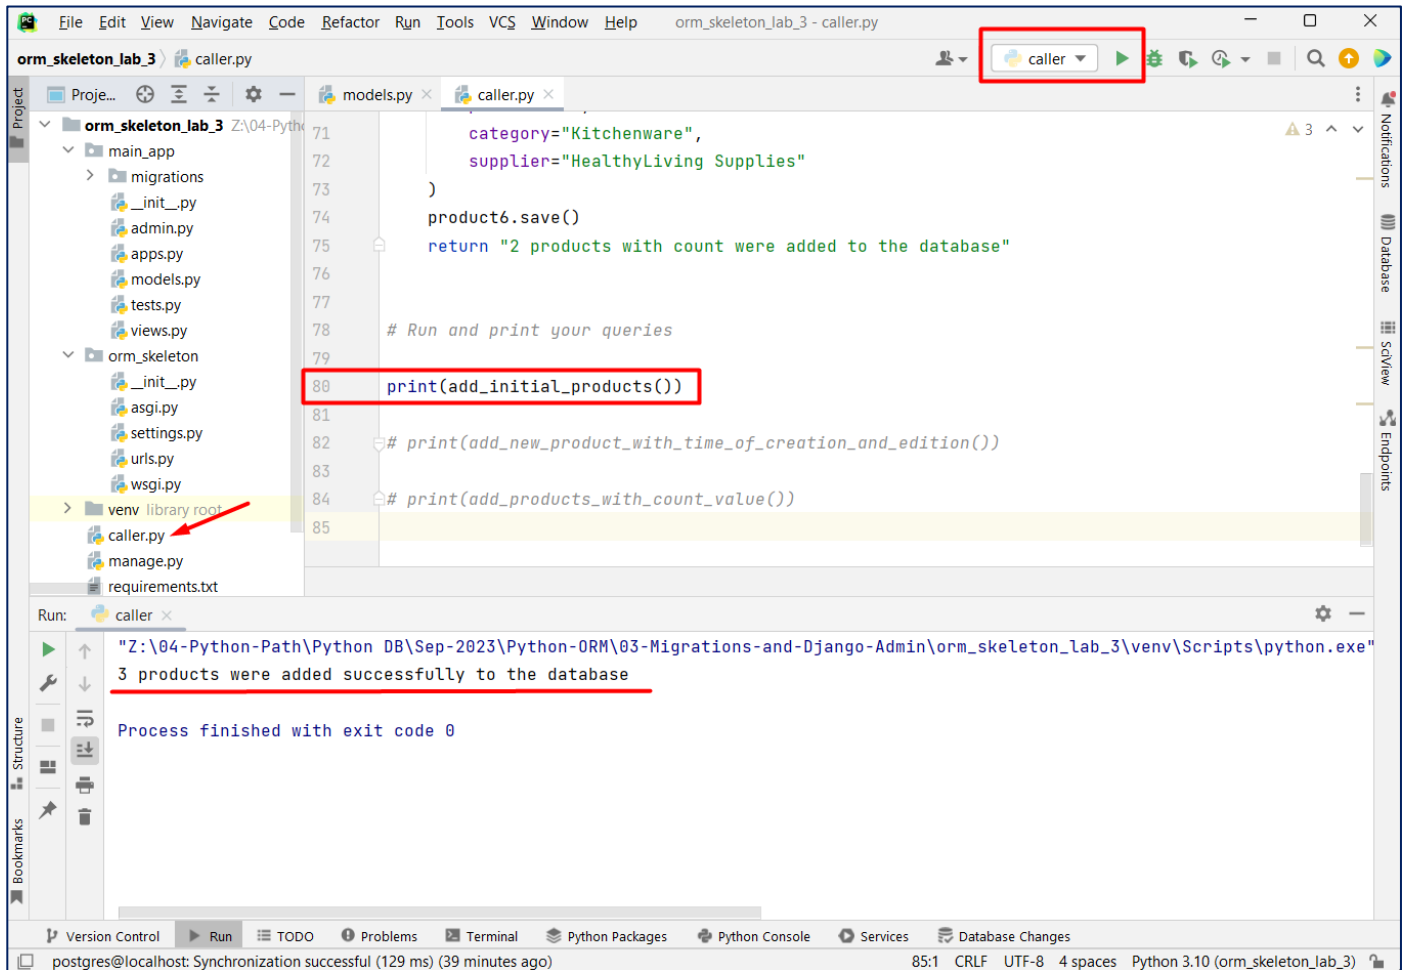 File Edit View Navigate Code Refactor Run Tools VCS Window Help orm_skeleton_lab_3 - caller.py
orm_skeleton_lab_3 caller.py
caller
Project
Proje...
models.py
caller.py
orm_skeleton_lab_3 Z:\04-Pytho
main_app
migrations
__init__.py
admin.py
apps.py
models.py
tests.py
views.py
orm_skeleton
__init__.py
asgi.py
settings.py
urls.py
wsgi.py
venv library root
caller.py
manage.py
requirements.txt
71 category="Kitchenware",
72 supplier="HealthyLiving Supplies"
73 )
74 product6.save()
75 return "2 products with count were added to the database"
76
77
78 # Run and print your queries
79
80 print(add_initial_products())
81
82 # print(add_new_product_with_time_of_creation_and_edition())
83
84 # print(add_products_with_count_value())
85
3
Notifications
Database
SciView
Endpoints
Run: caller
"Z:\04-Python-Path\Python DB\Sep-2023\Python-ORM\03-Migrations-and-Django-Admin\orm_skeleton_lab_3\venv\Scripts\python.exe"
3 products were added successfully to the database
Process finished with exit code 0
Structure
Bookmarks
Version Control Run TODO Problems Terminal Python Packages Python Console Services Database Changes
postgres@localhost: Synchronization successful (129 ms) (39 minutes ago) 85:1 CRLF UTF-8 4 spaces Python 3.10 (orm_skeleton_lab_3)